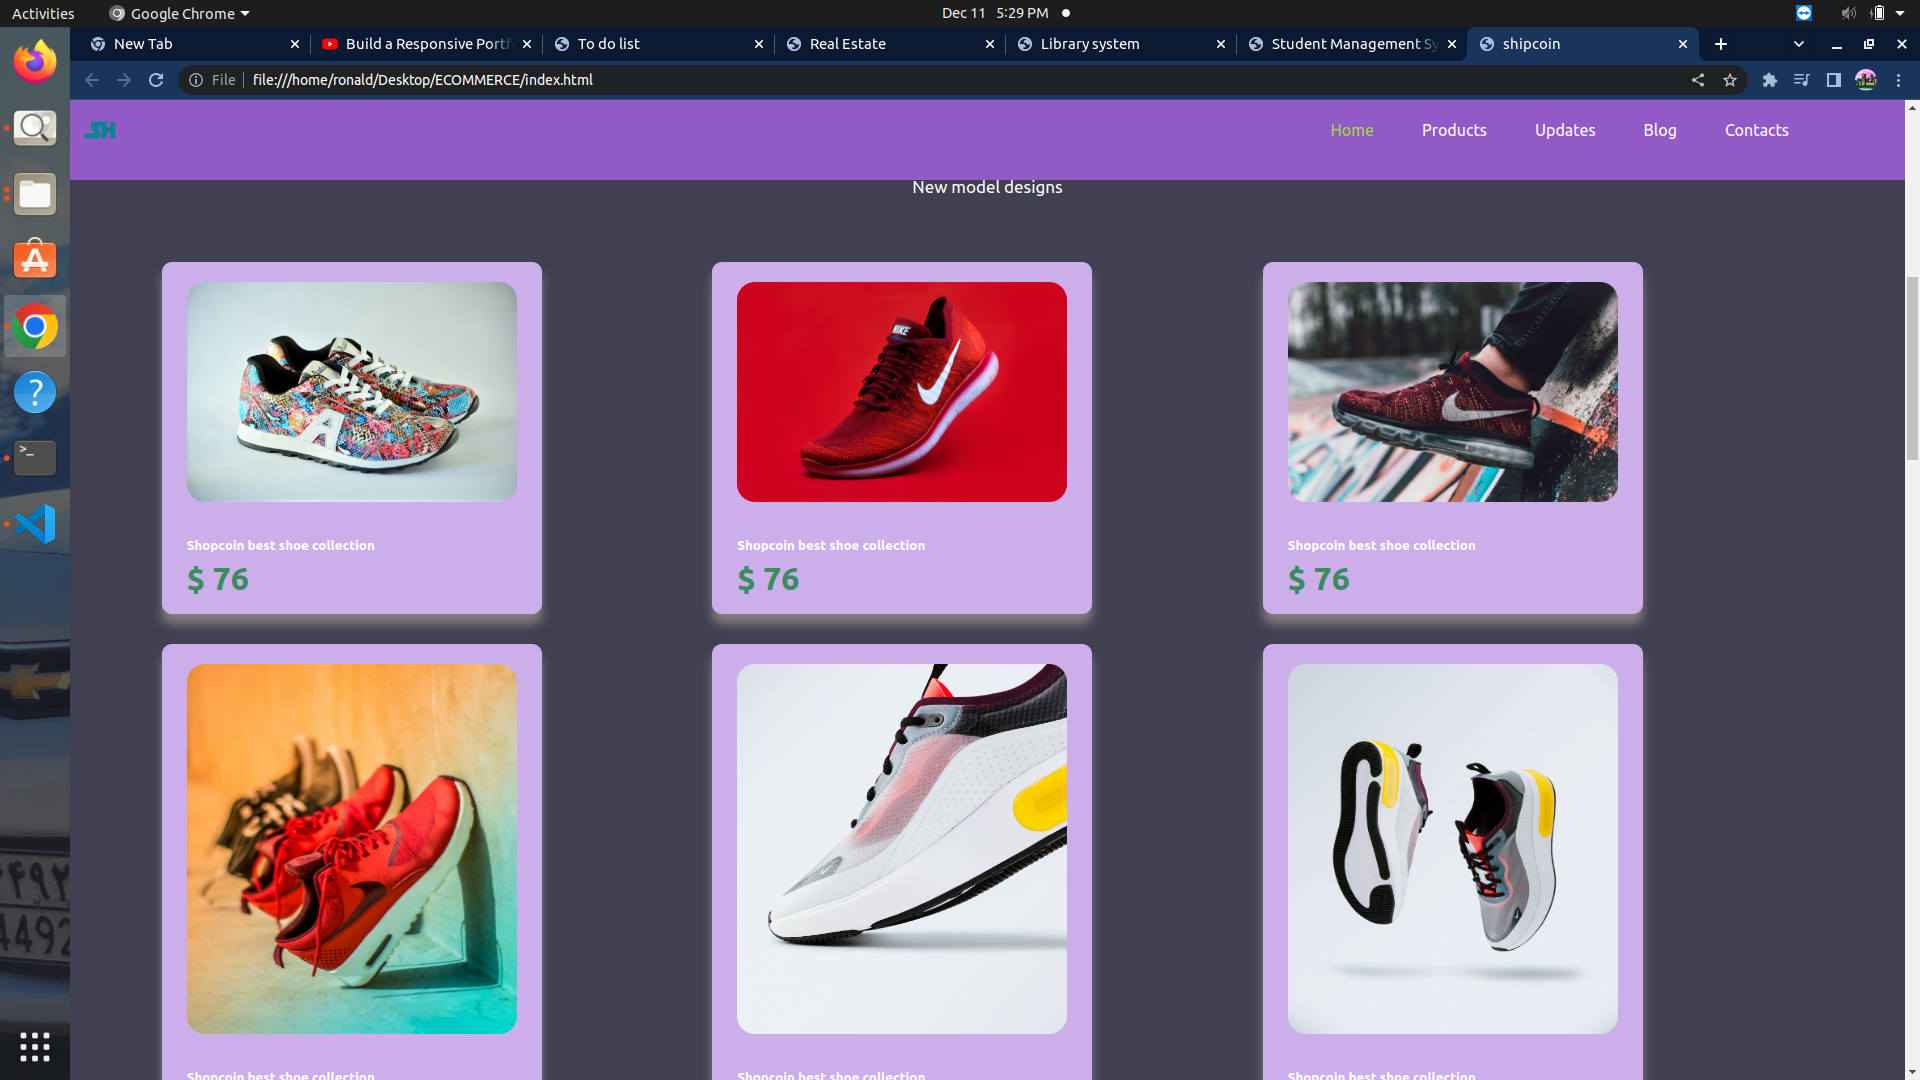 Activities
Google Chrome
Dec 11 5:29 PM
New Tab
Build a Responsive Portf
To do list
Real Estate
Library system
Student Management Sy
shipcoin
File
file:///home/ronald/Desktop/ECOMMERCE/index.html
SH
Home
Products
Updates
Blog
Contacts
New model designs
A
NIKE
Shopcoin best shoe collection
$ 76
Shopcoin best shoe collection
$ 76
Shopcoin best shoe collection
$ 76
Shopcoin best shoe collection
Shopcoin best shoe collection
Shopcoin best shoe collection